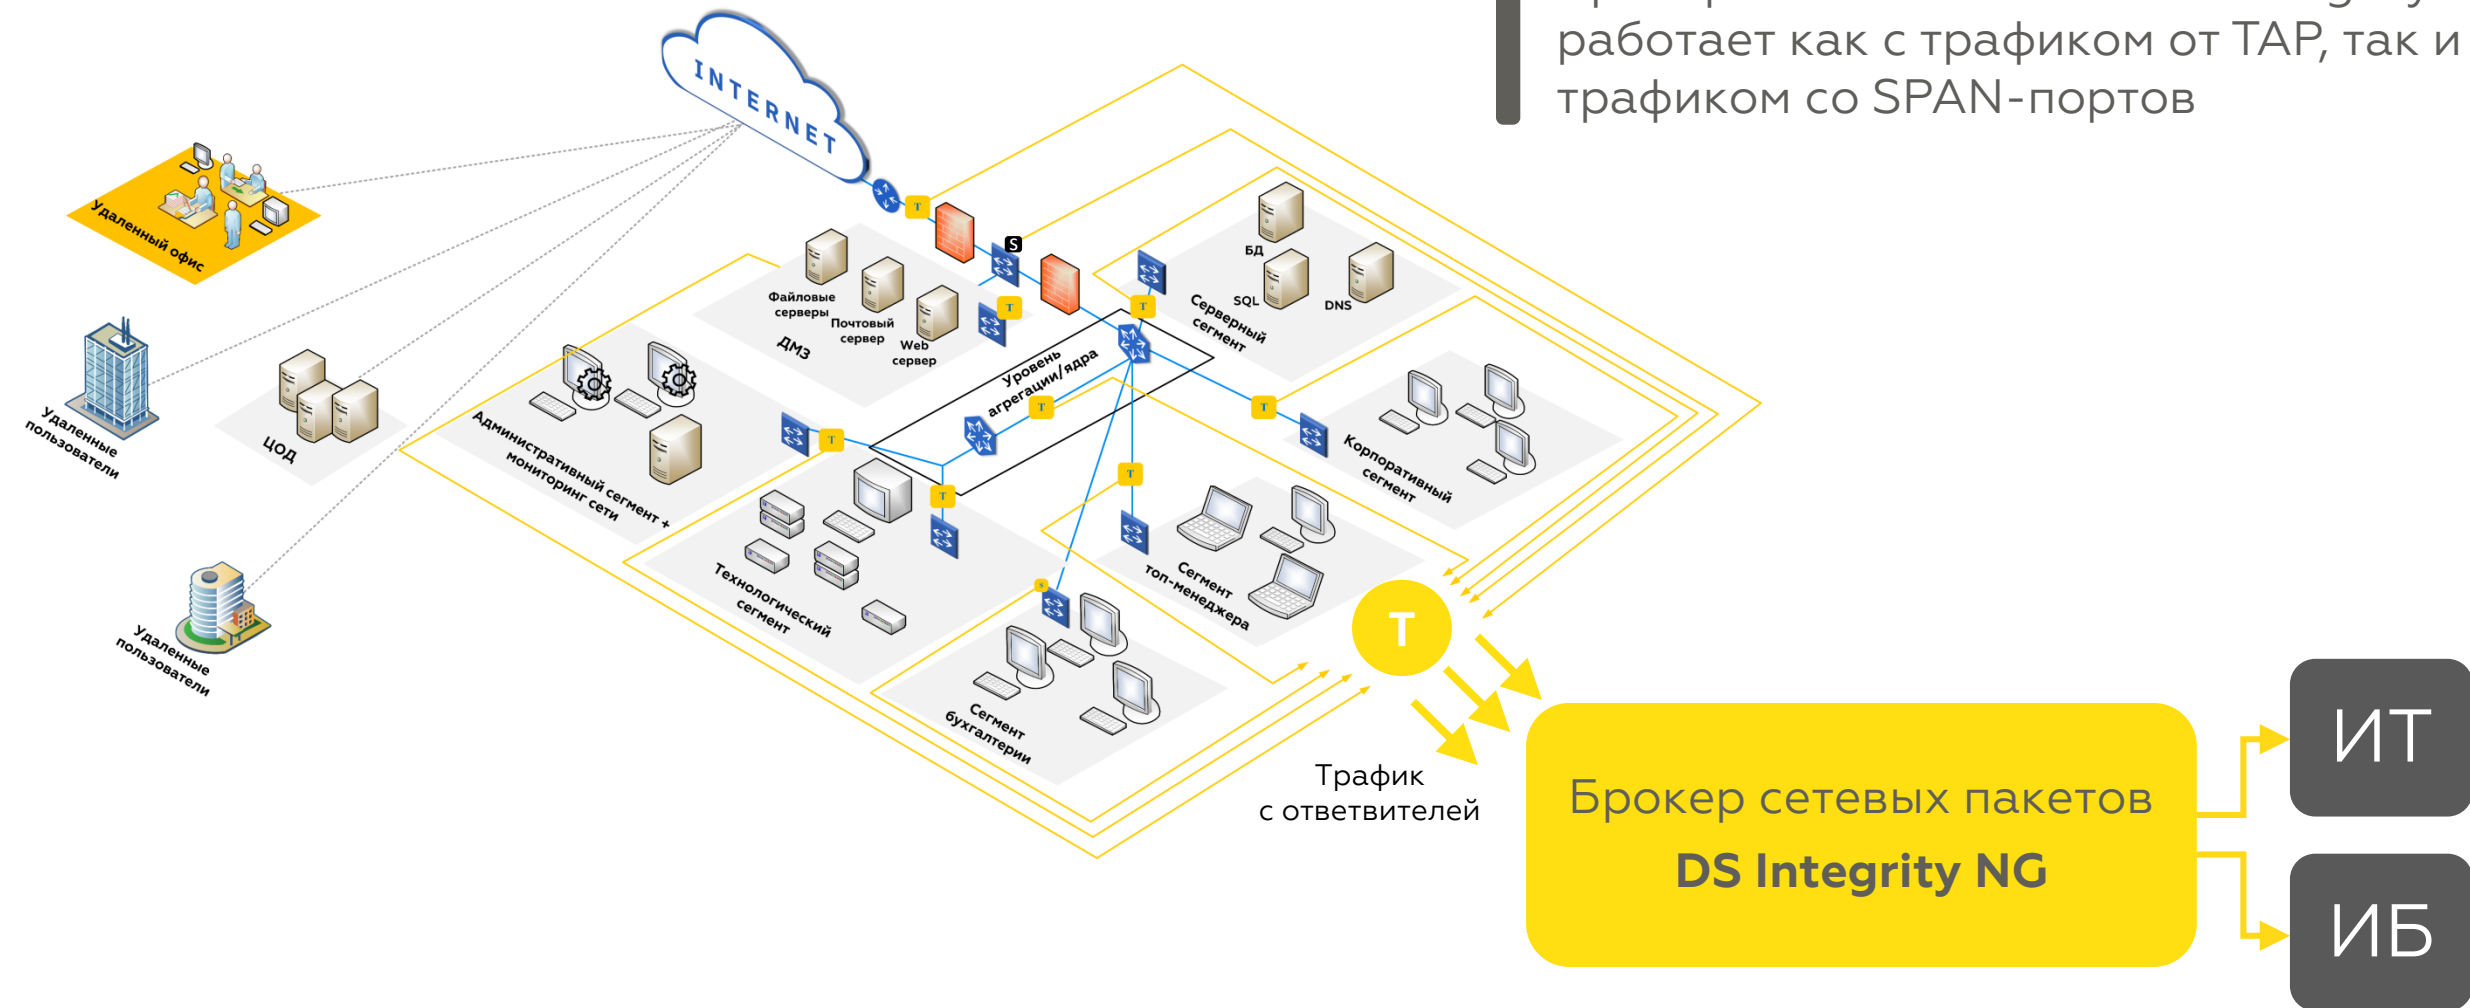 работает как с трафиком от TAP, так и
трафиком со SPAN-портов
INTERNET
T
S
Удаленный офис
Файловые
серверы
Почтовый
сервер
Web
сервер
ДМЗ
T
БД
SQL
DNS
T
Серверный
сегмент
Уровень
агрегации/ядра
T
T
Корпоративный
сегмент
Удаленные
пользователи
ЦОД
Административный сегмент +
мониторинг сети
T
T
T
Технологический
сегмент
Сегмент
топ-менеджера
s
Сегмент
бухгалтерии
Удаленные
пользователи
T
Трафик
с ответвителей
Брокер сетевых пакетов
DS Integrity NG
ИТ
ИБ